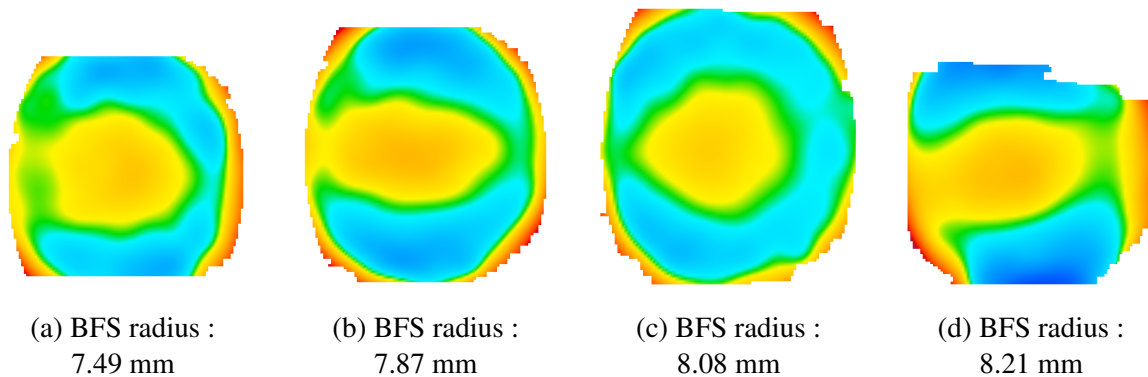 (a) BFS radius :
7.49 mm
(b) BFS radius :
7.87 mm
(c) BFS radius :
8.08 mm
(d) BFS radius :
8.21 mm